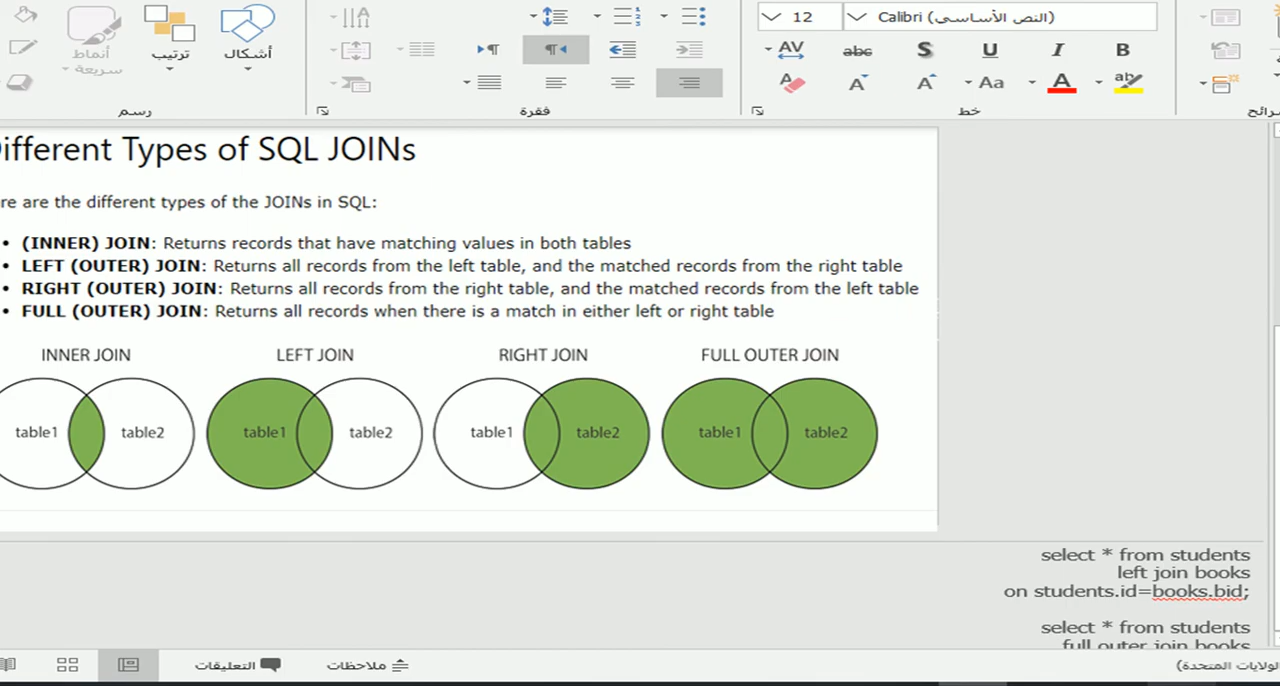 12
Calibri (النص الأساسي)
أشكال
ترتيب
أنماط
سريعة
AV
abc
S
U
I
B
A
A
A
Aa
A
ab
رسم
فقرة
خط
ifferent Types of SQL JOINs
re are the different types of the JOINs in SQL:
• (INNER) JOIN: Returns records that have matching values in both tables
• LEFT (OUTER) JOIN: Returns all records from the left table, and the matched records from the right table
• RIGHT (OUTER) JOIN: Returns all records from the right table, and the matched records from the left table
• FULL (OUTER) JOIN: Returns all records when there is a match in either left or right table
INNER JOIN
LEFT JOIN
RIGHT JOIN
FULL OUTER JOIN
table1
table2
table1
table2
table1
table2
table1
table2
select * from students
left join books
on students.id=books.bid;
select * from students
full outer join books
ملاحظات
التعليقات
المتحدة)